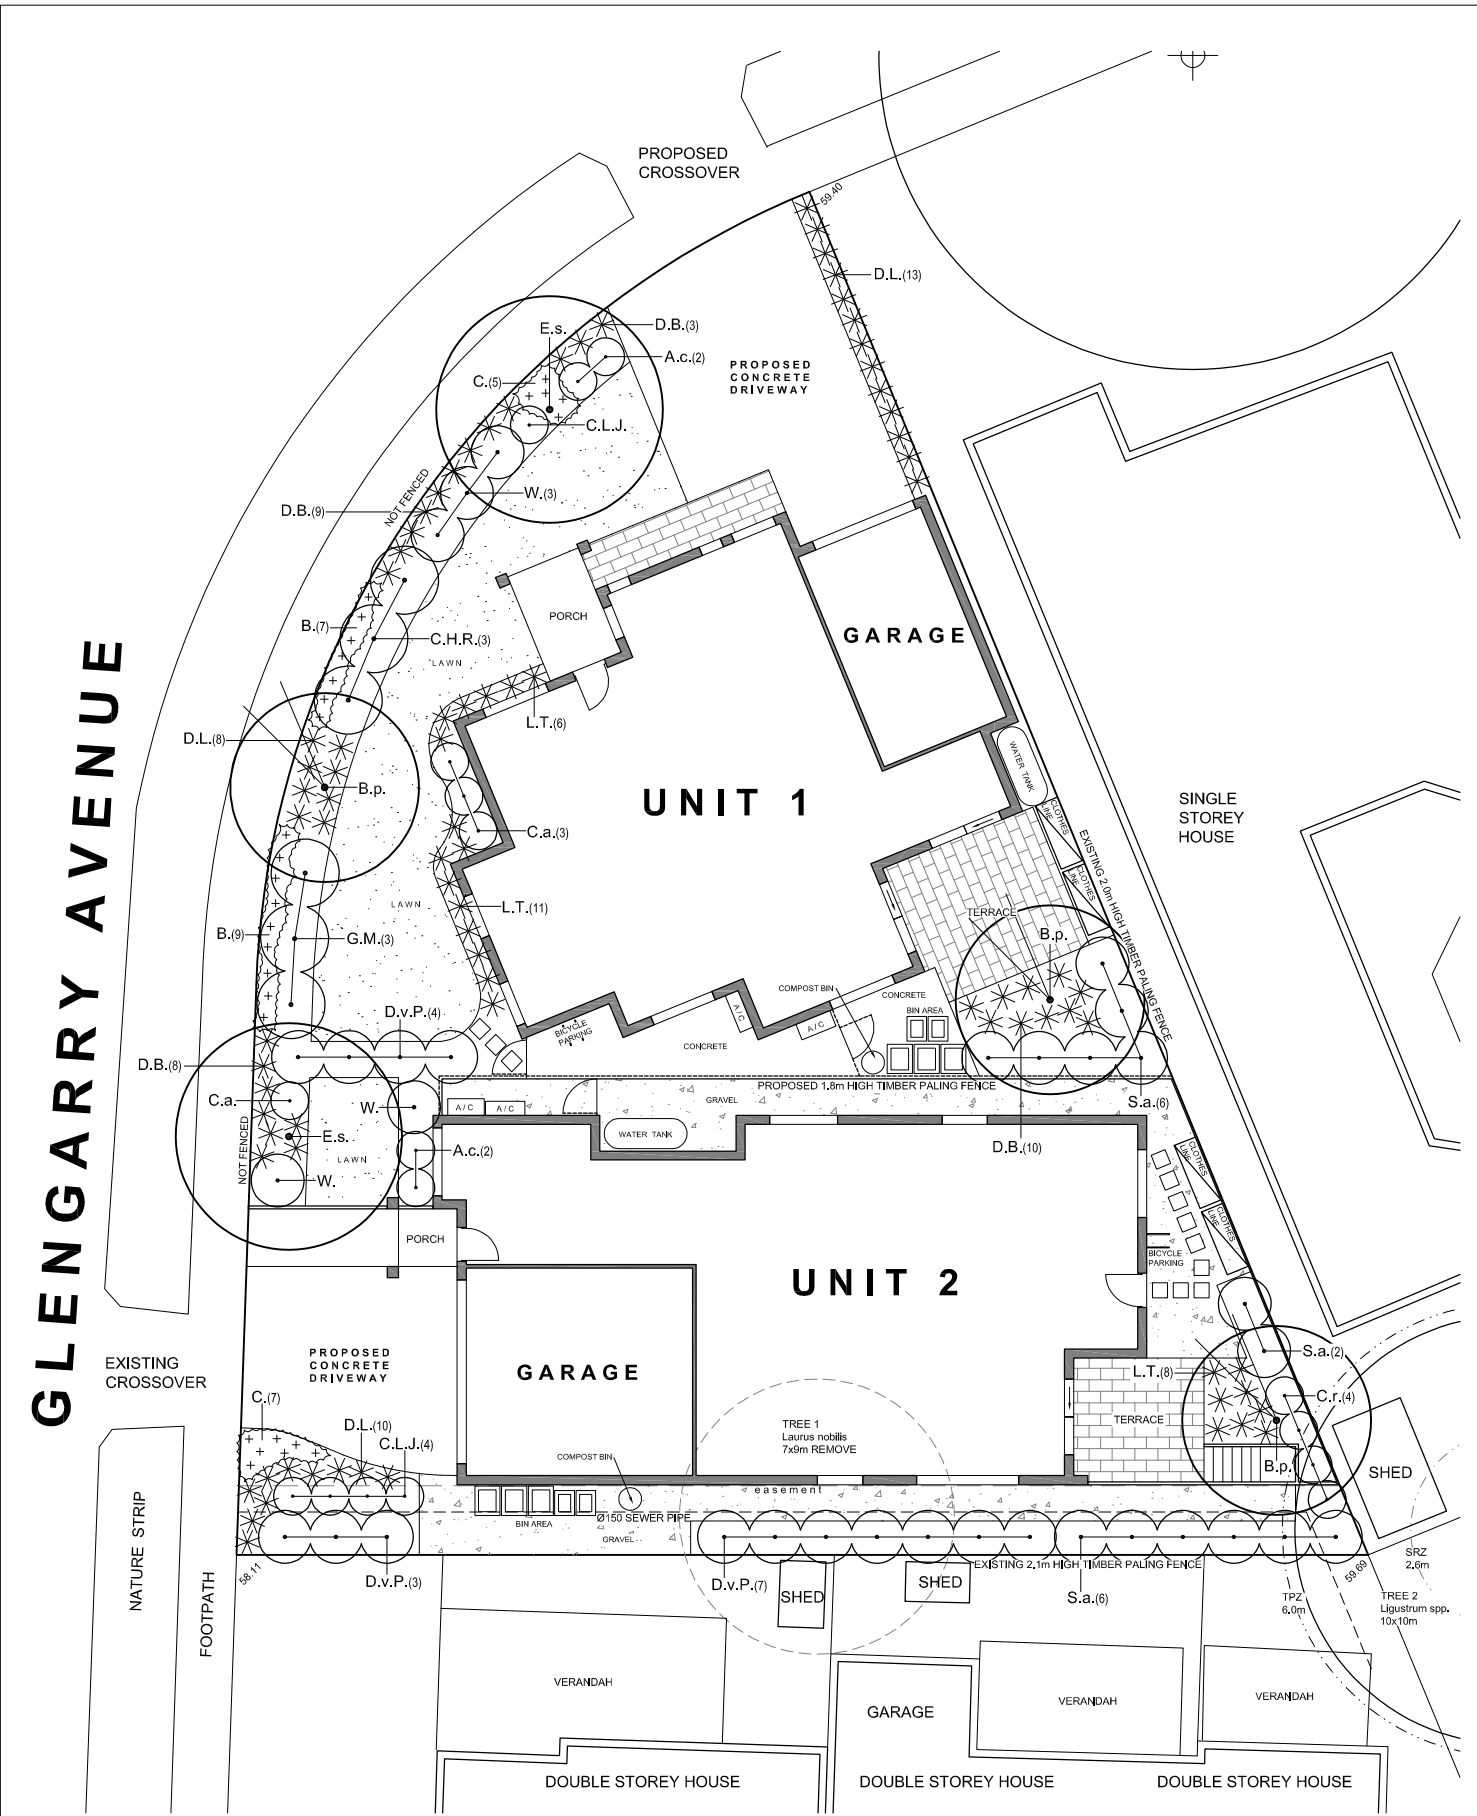 PROPOSED
CROSSOVER
59.40
D.L.(13)
E.s.
D.B.(3)
A.c.(2)
PROPOSED
CONCRETE
DRIVEWAY
C.(5)
C.L.J.
NOT FENCED
W.(3)
D.B.(9)
PORCH
GARAGE
B.(7)
C.H.R.(3)
LAWN
L.T.(6)
D.L.(8)
WATER TANK
B.p.
UNIT 1
CLOTHES
LINE
SINGLE
STOREY
HOUSE
C.a.(3)
EXISTING 2.0m HIGH TIMBER PALING FENCE
CLOTHES
LINE
GLENGARRY AVENUE
LAWN
L.T.(11)
TERRACE
B.(9)
G.M.(3)
B.p.
COMPOST BIN
CONCRETE
BIN AREA
A/C
A/C
D.v.P.(4)
BICYCLE
PARKING
CONCRETE
D.B.(8)
PROPOSED 1.8m HIGH TIMBER PALING FENCE
C.a.
W.
A/C
A/C
GRAVEL
S.a.(6)
E.s.
WATER TANK
D.B.(10)
NOT FENCED
LAWN
A.c.(2)
W.
CLOTHES
LINE
CLOTHES
LINE
PORCH
BICYCLE
PARKING
UNIT 2
EXISTING
CROSSOVER
PROPOSED
CONCRETE
DRIVEWAY
GARAGE
S.a.(2)
L.T.(8)
C.r.(4)
C.(7)
D.L.(10)
C.L.J.(4)
TREE 1
Laurus nobilis
7x9m REMOVE
TERRACE
COMPOST BIN
B.p.
SHED
easement
BIN AREA
Ø150 SEWER PIPE
GRAVEL
NATURE STRIP
FOOTPATH
58.11
D.v.P.(3)
D.v.P.(7)
SHED
SHED
EXISTING 2.1m HIGH TIMBER PALING FENCE
S.a.(6)
59.69
SRZ
2.6m
TPZ
6.0m
TREE 2
Ligustrum spp.
10x10m
VERANDAH
GARAGE
VERANDAH
VERANDAH
DOUBLE STOREY HOUSE
DOUBLE STOREY HOUSE
DOUBLE STOREY HOUSE